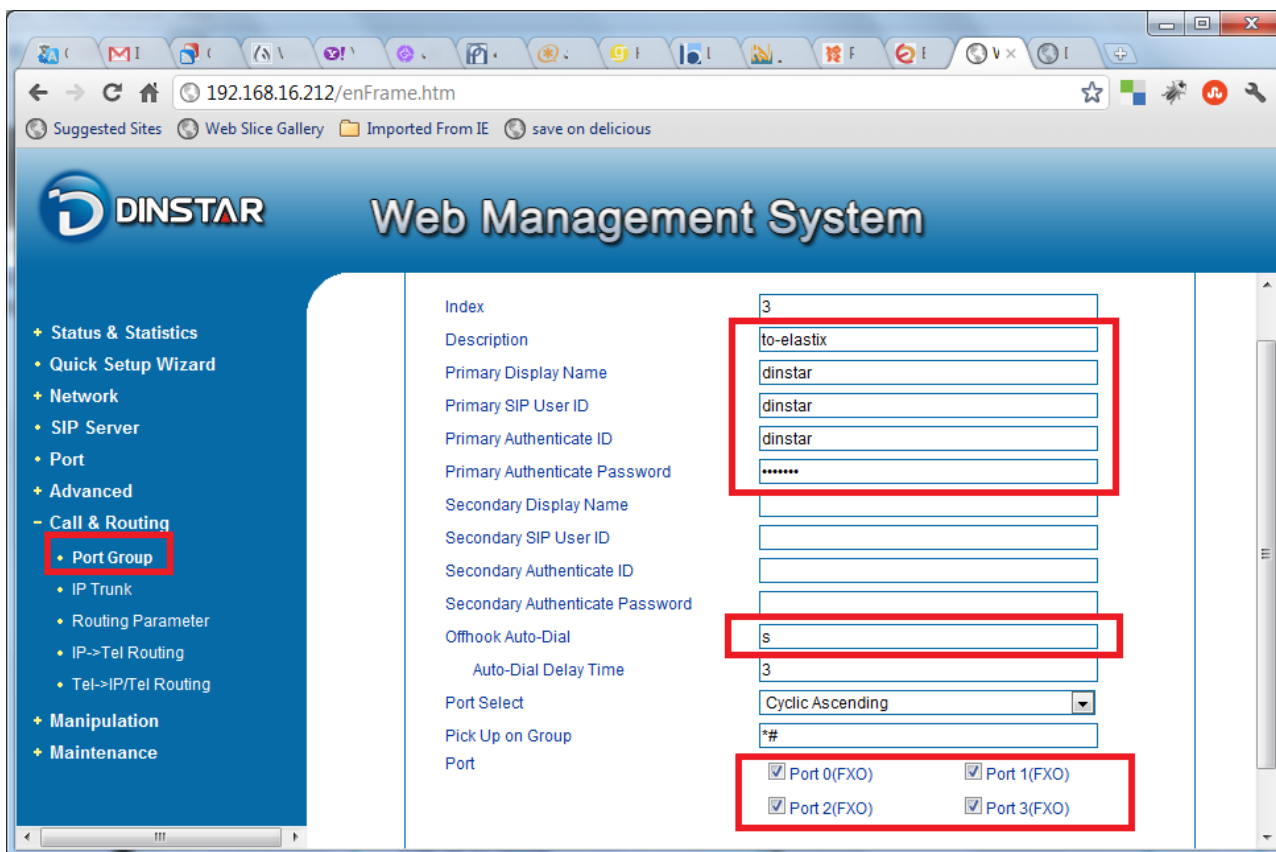 192.168.16.212/enFrame.htm
Suggested Sites Web Slice Gallery Imported From IE save on delicious
DINSTAR Web Management System
+ Status & Statistics
• Quick Setup Wizard
+ Network
• SIP Server
• Port
+ Advanced
− Call & Routing
• Port Group
• IP Trunk
• Routing Parameter
• IP->Tel Routing
• Tel->IP/Tel Routing
+ Manipulation
+ Maintenance
Index 3
Description to-elastix
Primary Display Name dinstar
Primary SIP User ID dinstar
Primary Authenticate ID dinstar
Primary Authenticate Password •••••••
Secondary Display Name
Secondary SIP User ID
Secondary Authenticate ID
Secondary Authenticate Password
Offhook Auto-Dial s
Auto-Dial Delay Time 3
Port Select Cyclic Ascending
Pick Up on Group *#
Port
Port 0(FXO) Port 1(FXO)
Port 2(FXO) Port 3(FXO)